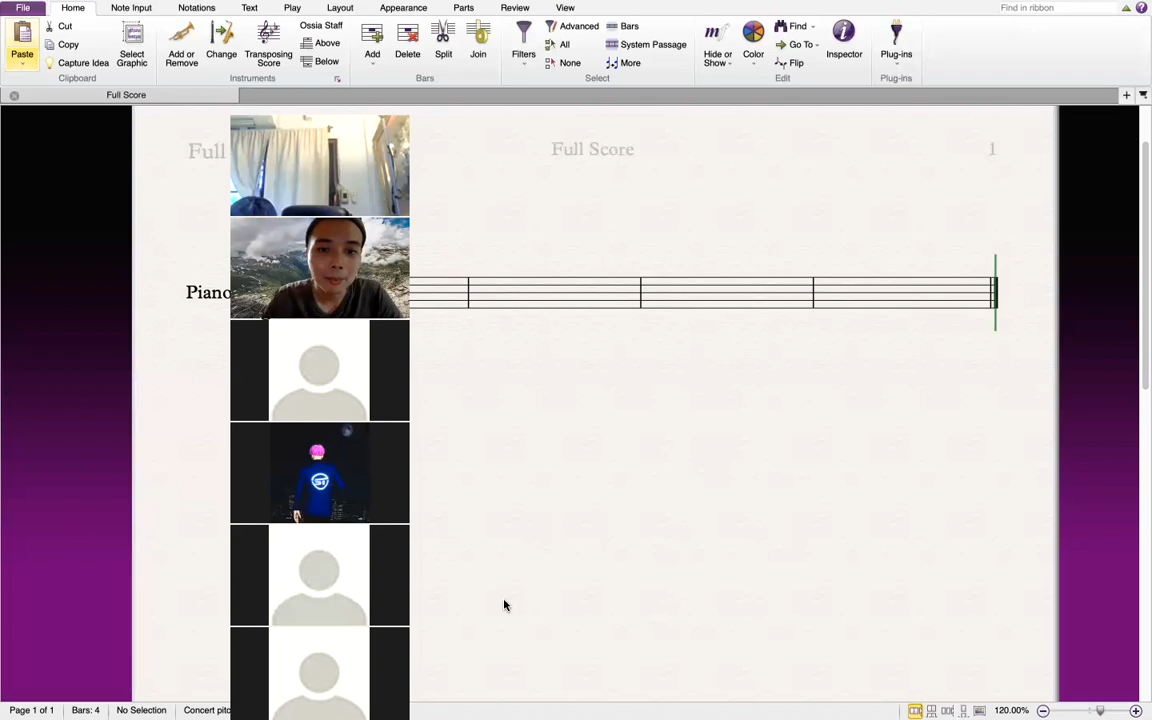 File Home Note Input Notations Text Play Layout Appearance Parts Review View Find in ribbon
Paste
Cut
Copy
Capture Idea
Select Graphic
Clipboard
Add or Remove
Change
Transposing Score
Ossia Staff
Above
Below
Instruments
Add
Delete
Split
Join
Bars
Filters
Advanced
All
None
Bars
System Passage
More
Select
Hide or Show
Color
Find
Go To
Flip
Inspector
Edit
Plug-ins
Plug-ins
Full Score
Full
Full Score
1
Piano
Page 1 of 1 Bars: 4 No Selection Concert pitc 120.00%